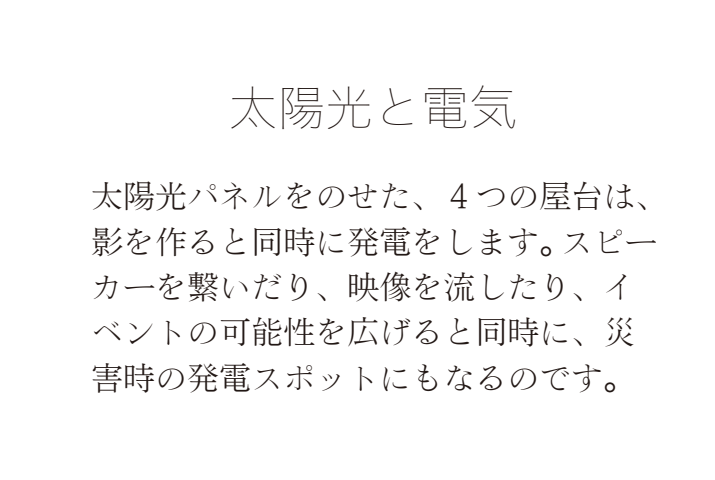 太陽光と電気
太陽光パネルをのせた、４つの屋台は、
影を作ると同時に発電をします。スピー
カーを繋いだり、映像を流したり、イ
ベントの可能性を広げると同時に、災
害時の発電スポットにもなるのです。